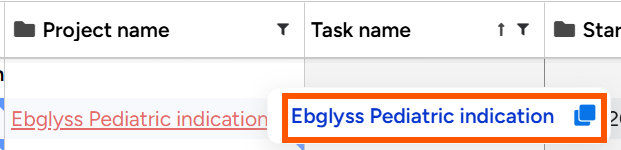 Project name
Task name
Star
Ebglyss Pediatric indication
Ebglyss Pediatric indication